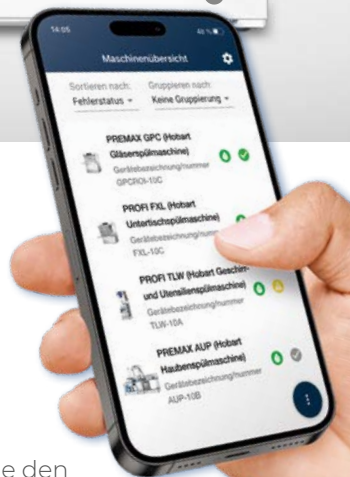 14:05
Maschinenübersicht
Sortieren nach:
Gruppieren nach:
Fehlerstatus
Keine Gruppierung
PREMAX GPC (Hobart
Gläserspülmaschine)
Gerätebezeichnung/nummer
GPCROI-10C
PROFI FXL (Hobart
Untertischspülmaschine)
Gerätebezeichnung/nummer
FXL-10C
PROFI TLW (Hobart Geschirr-
und Utensilienspülmaschine)
Gerätebezeichnung/nummer
TLW-10A
PREMAX AUP (Hobart
Haubenspülmaschine)
Gerätebezeichnung/nummer
AUP-10B
e den